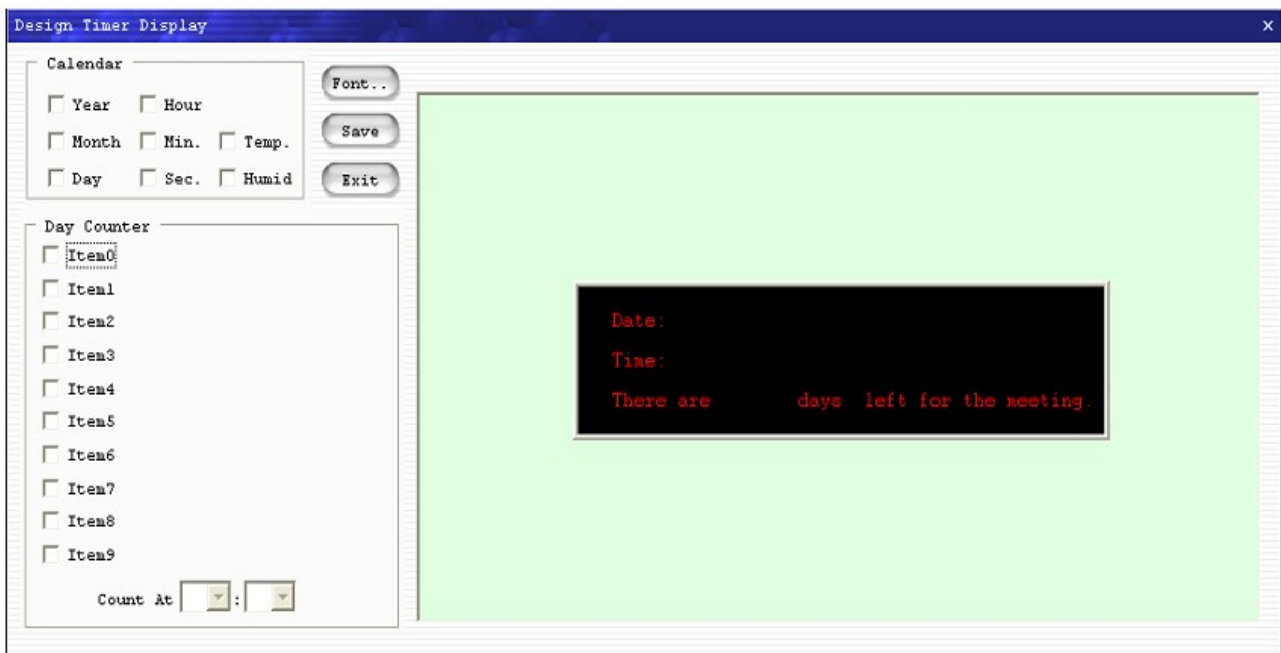 Design Timer Display
x
Calendar
Year
Hour
Month
Min.
Temp.
Day
Sec.
Humid
Font..
Save
Exit
Day Counter
Item0
Item1
Item2
Item3
Item4
Item5
Item6
Item7
Item8
Item9
Count At :
Date:
Time:
There are days left for the meeting.